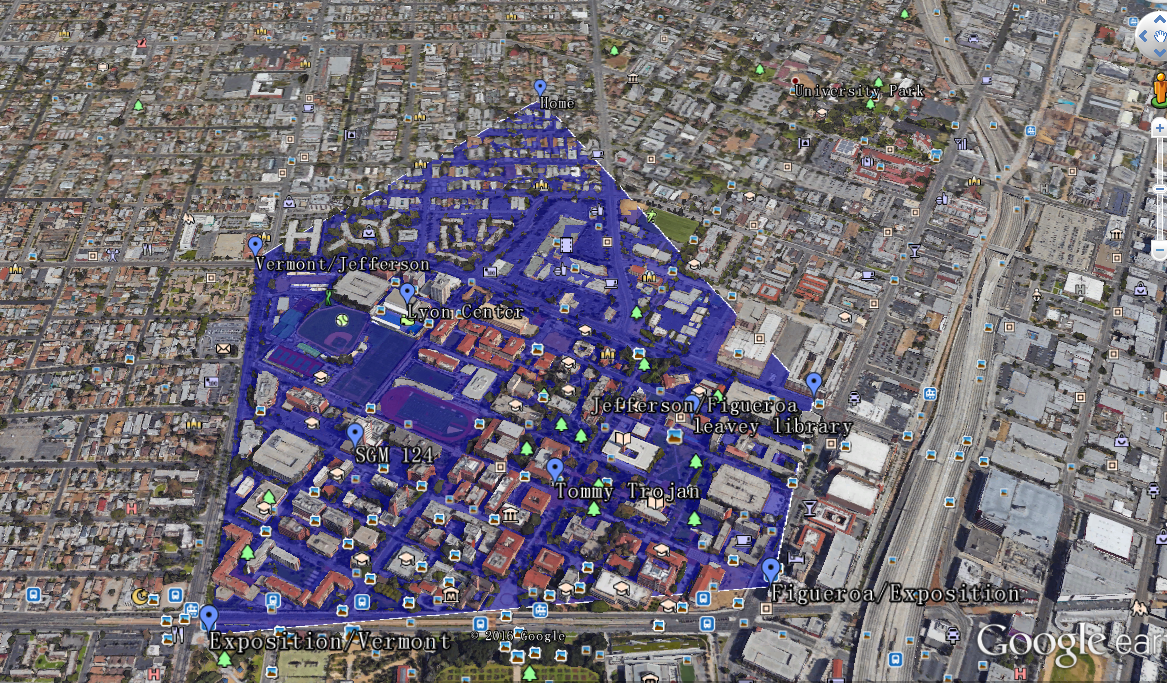 University Park
Home
Vermont/Jefferson
Lyon Center
Jefferson/Figueroa
leavey library
SGM 124
Tommy Trojan
Figueroa/Exposition
Exposition/Vermont
© 2016 Google
Google ear